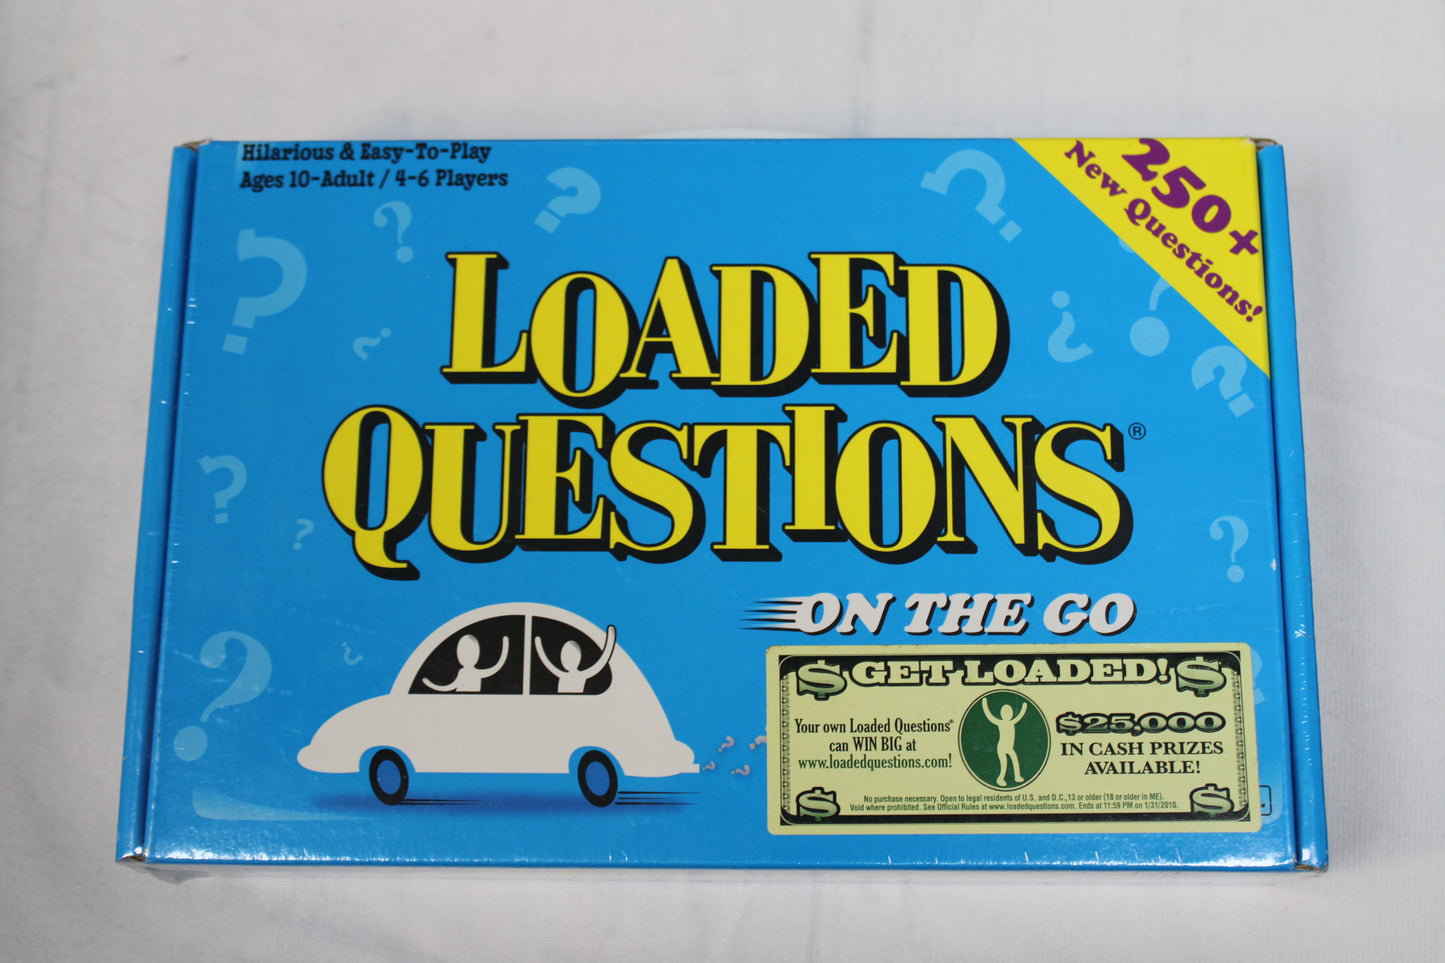 Hilarious & Easy-To-Play
Ages 10-Adult / 4-6 Players
250+
New Questions!
LOADED
QUESTIONS®
ON THE GO
$ GET LOADED! $
Your own Loaded Questions®
can WIN BIG at
www.loadedquestions.com!
$25,000
IN CASH PRIZES
AVAILABLE!
No purchase necessary. Open to legal residents of U.S. and D.C.,13 or older (18 or older in ME).
Void where prohibited. See Official Rules at www.loadedquestions.com. Ends at 11:59 PM on 1/31/2010.
$ $